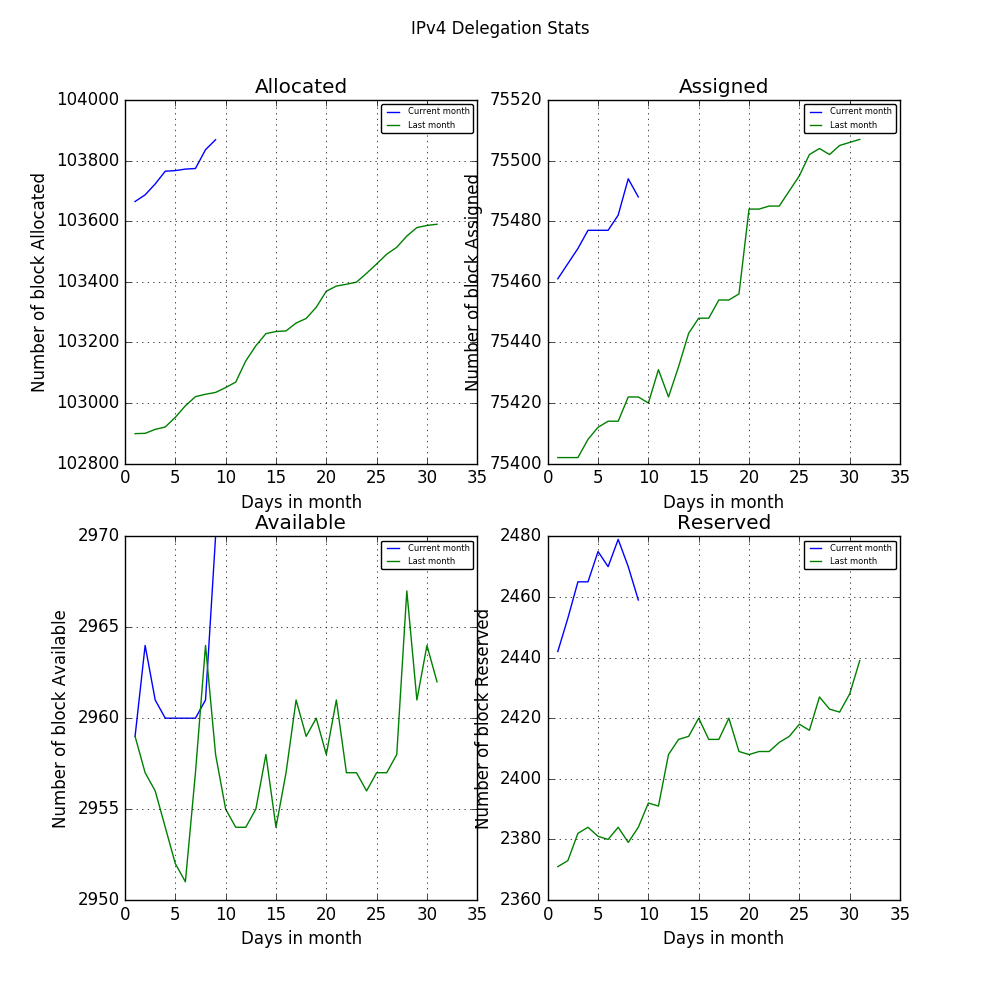 IPv4 Delegation Stats
Allocated
104000
103800
103600
103400
103200
103000
102800
Number of block Allocated
Current month
Last month
0 5 10 15 20 25 30 35
Days in month
Assigned
75520
75500
75480
75460
75440
75420
75400
Number of block Assigned
Current month
Last month
0 5 10 15 20 25 30 35
Days in month
Available
2970
2965
2960
2955
2950
Number of block Available
Current month
Last month
0 5 10 15 20 25 30 35
Days in month
Reserved
2480
2460
2440
2420
2400
2380
2360
Number of block Reserved
Current month
Last month
0 5 10 15 20 25 30 35
Days in month